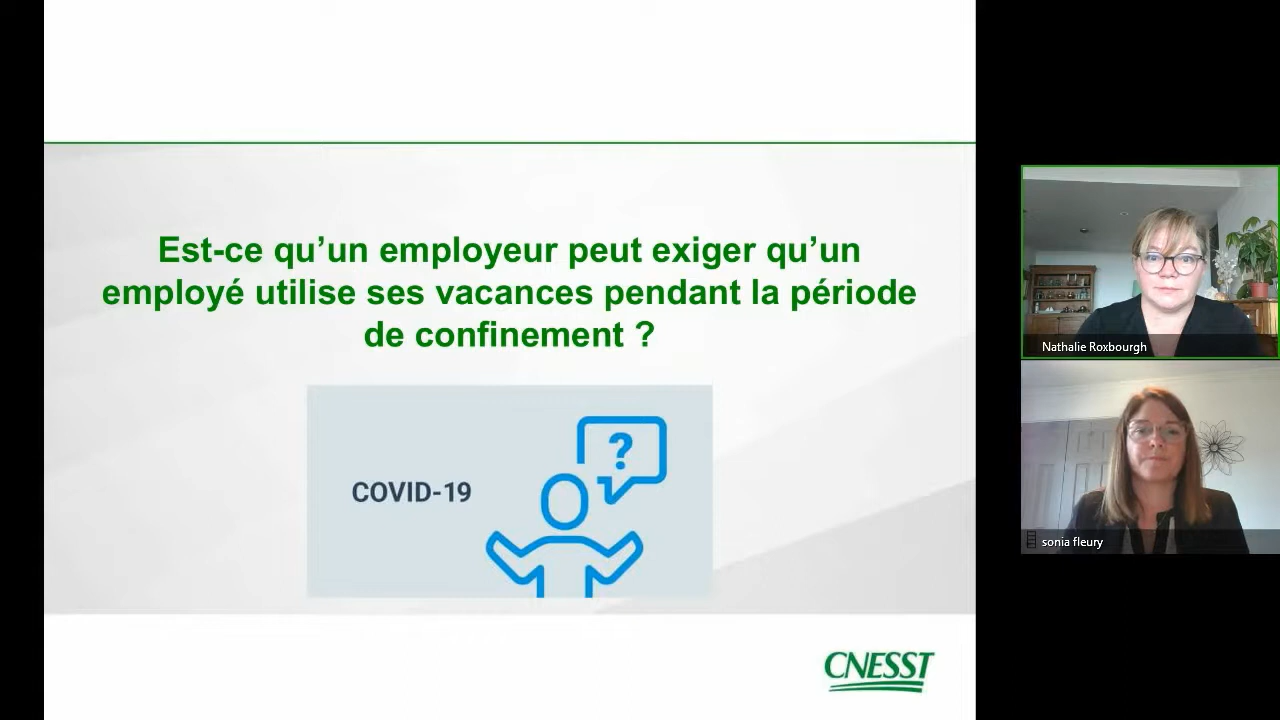 Est-ce qu’un employeur peut exiger qu’un
employé utilise ses vacances pendant la période
de confinement ?
COVID-19
?
CNESST
Nathalie Roxbourgh
sonia fleury